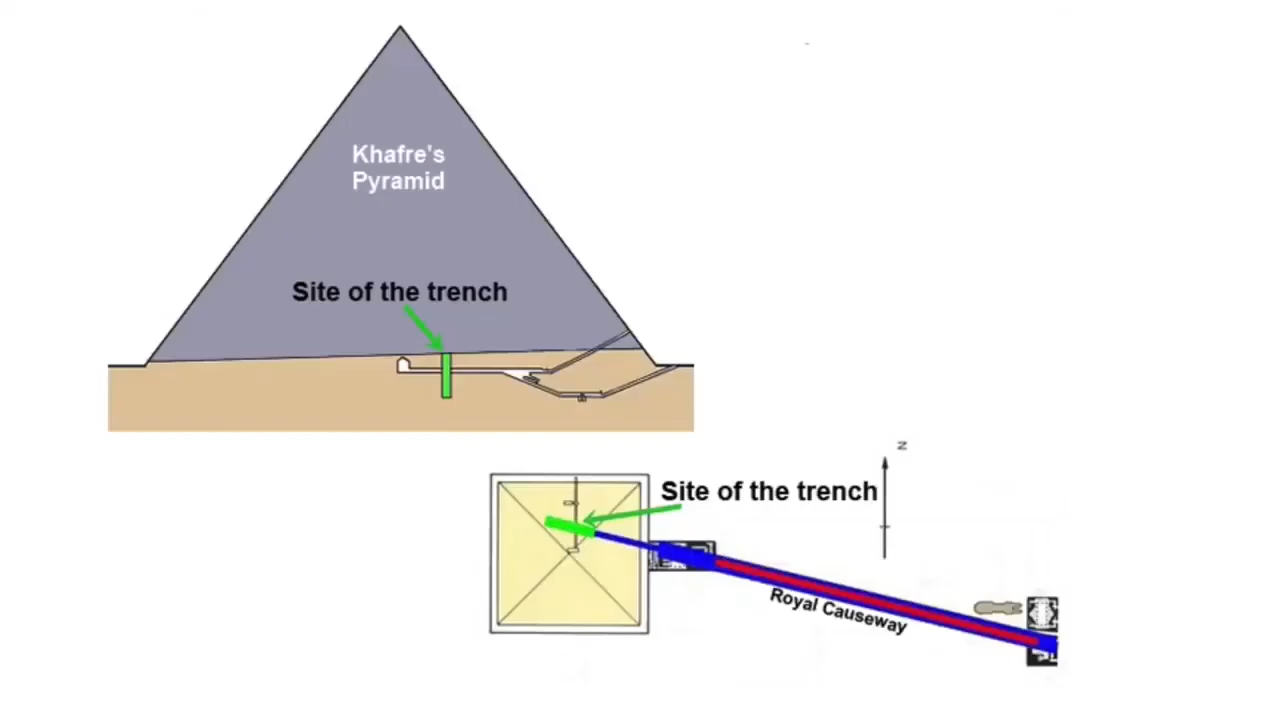 Khafre's
Pyramid
Site of the trench
N
Site of the trench
Royal Causeway